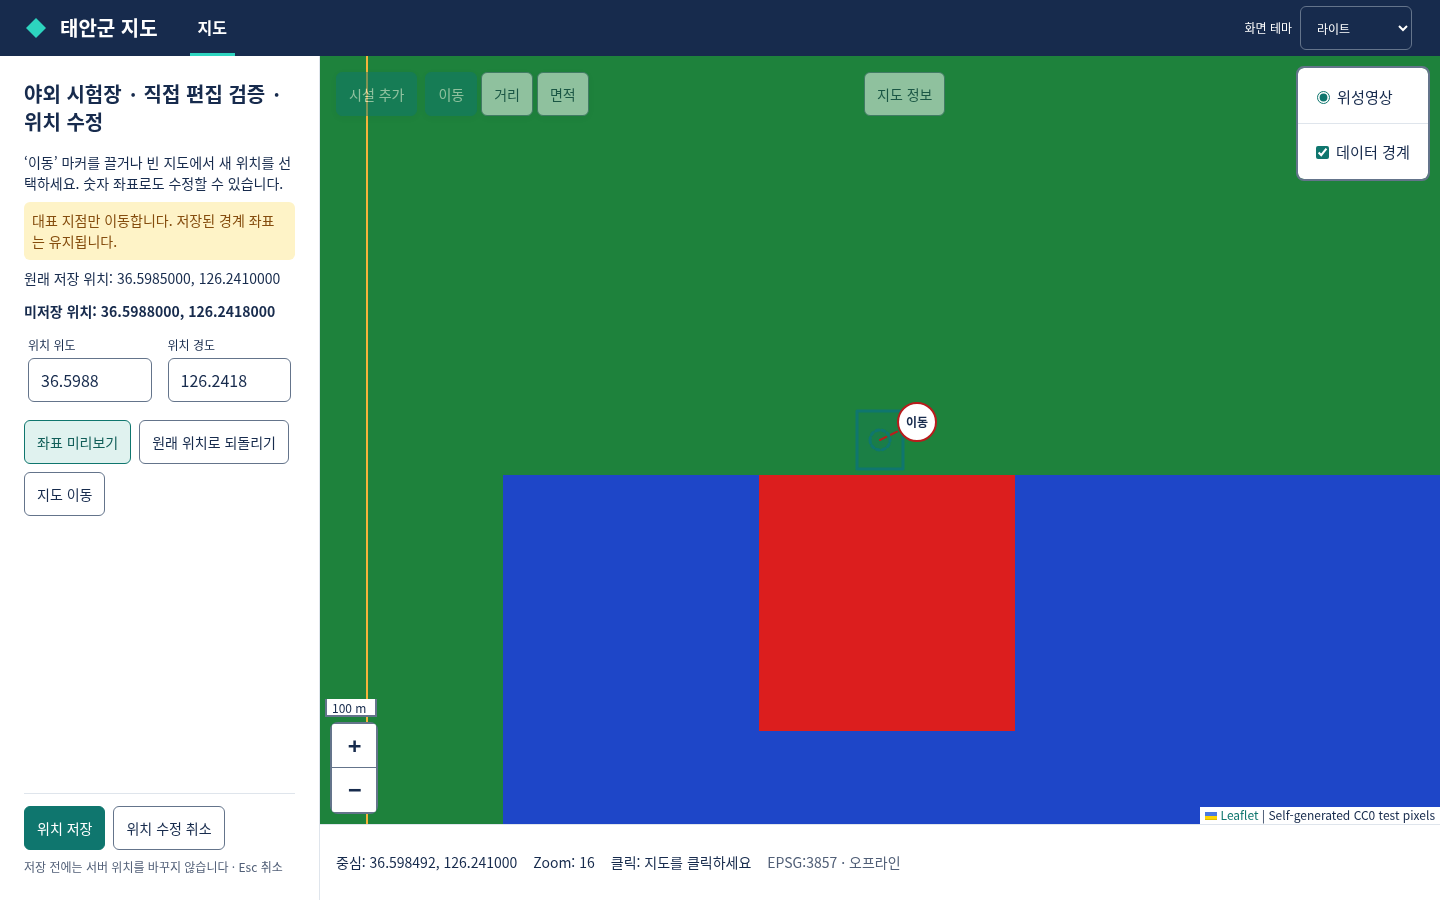 태안군 지도
지도
화면 테마
라이트
야외 시험장 · 직접 편집 검증 ·
위치 수정
‘이동’ 마커를 끌거나 빈 지도에서 새 위치를 선
택하세요. 숫자 좌표로도 수정할 수 있습니다.
대표 지점만 이동합니다. 저장된 경계 좌표
는 유지됩니다.
원래 저장 위치: 36.5985000, 126.2410000
미저장 위치: 36.5988000, 126.2418000
위치 위도
위치 경도
36.5988
126.2418
좌표 미리보기
원래 위치로 되돌리기
지도 이동
위치 저장
위치 수정 취소
저장 전에는 서버 위치를 바꾸지 않습니다 · Esc 취소
시설 추가
이동
거리
면적
지도 정보
위성영상
데이터 경계
이동
100 m
+
−
Leaflet | Self-generated CC0 test pixels
중심: 36.598492, 126.241000
Zoom: 16
클릭: 지도를 클릭하세요
EPSG:3857 · 오프라인